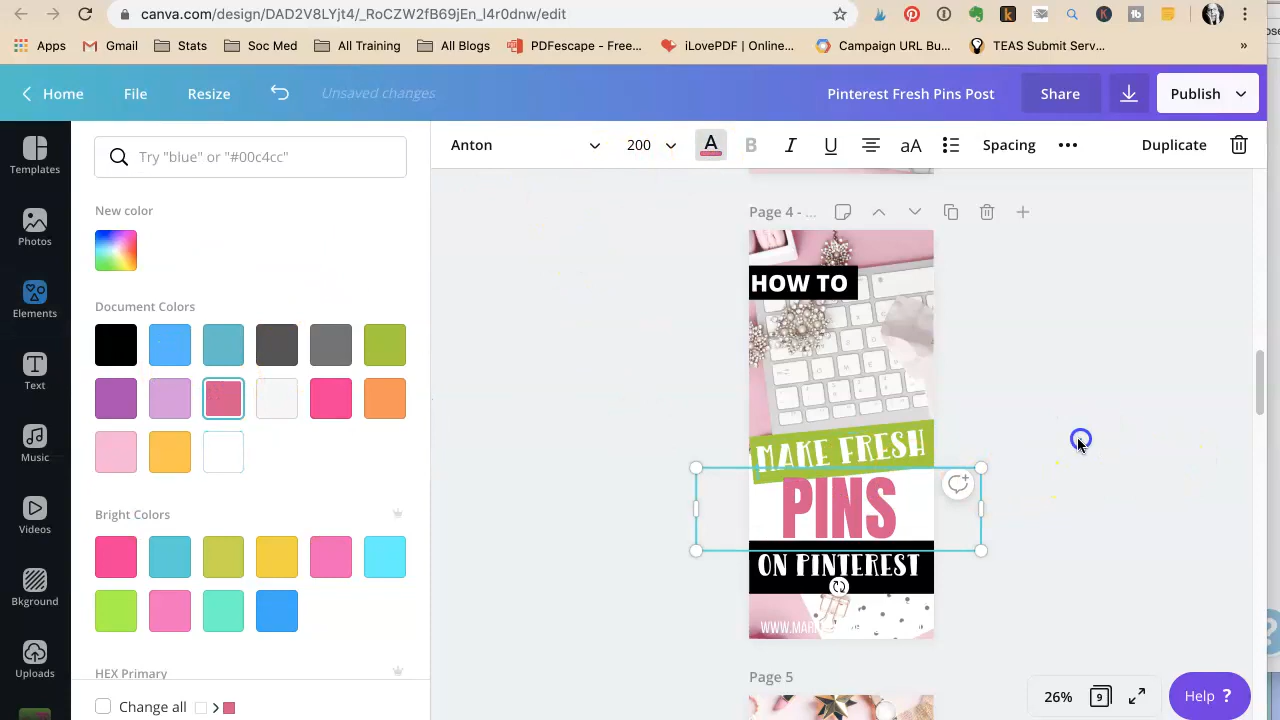 canva.com/design/DAD2V8LYjt4/_RoCZW2fB69jEn_l4r0dnw/edit
Apps Gmail Stats Soc Med All Training All Blogs PDFescape - Free... iLovePDF | Online... Campaign URL Bu... TEAS Submit Serv... »
Home File Resize Unsaved changes Pinterest Fresh Pins Post Share Publish
Try "blue" or "#00c4cc" Anton 200 A B I U aA Spacing ••• Duplicate
Templates
Photos
Elements
Text
Music
Videos
Bkground
Uploads
New color
Document Colors
Bright Colors
HEX Primary
Change all
Page 4 - ...
HOW TO
MAKE FRESH
PINS
ON PINTEREST
Page 5
26% 9 Help ?